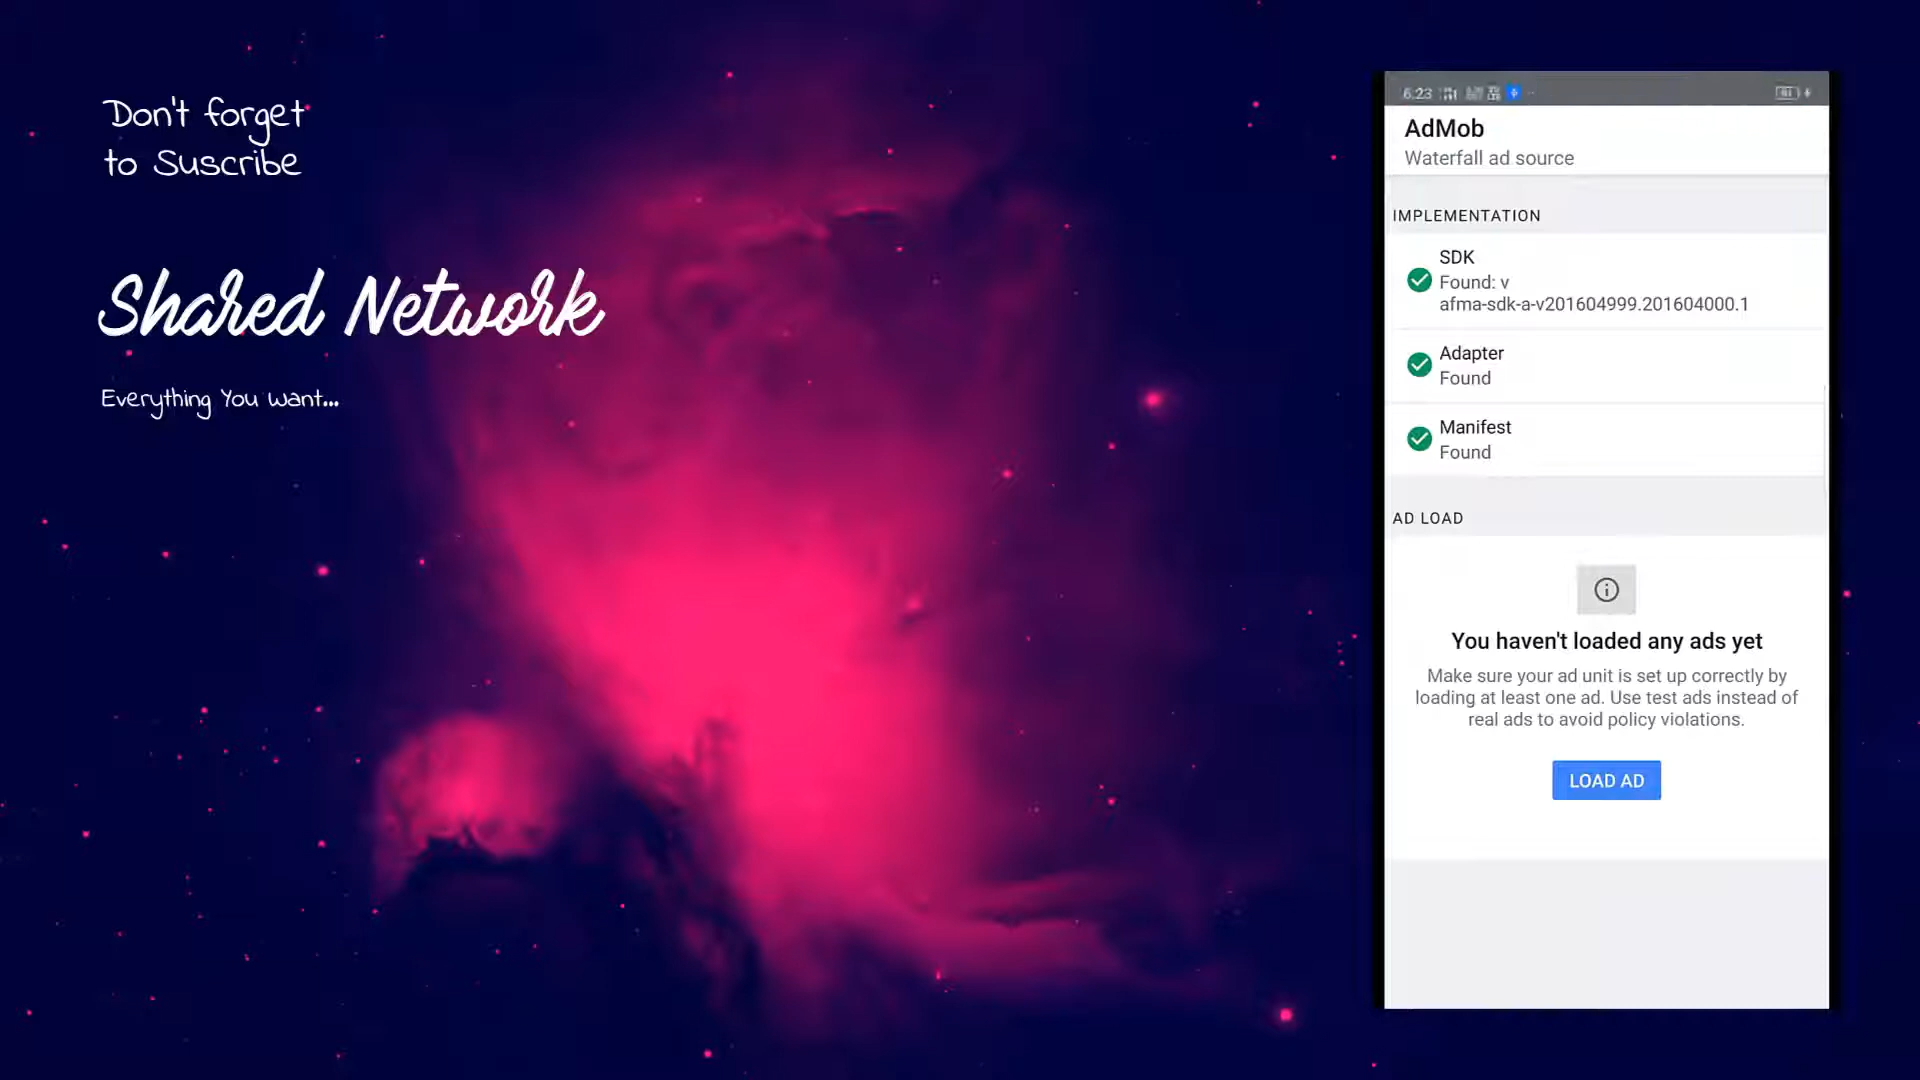 Don't forget
to Suscribe
Shared Network
Everything You Want...
6:23
AdMob
Waterfall ad source
IMPLEMENTATION
SDK
Found: v
afma-sdk-a-v201604999.201604000.1
Adapter
Found
Manifest
Found
AD LOAD
You haven't loaded any ads yet
Make sure your ad unit is set up correctly by
loading at least one ad. Use test ads instead of
real ads to avoid policy violations.
LOAD AD